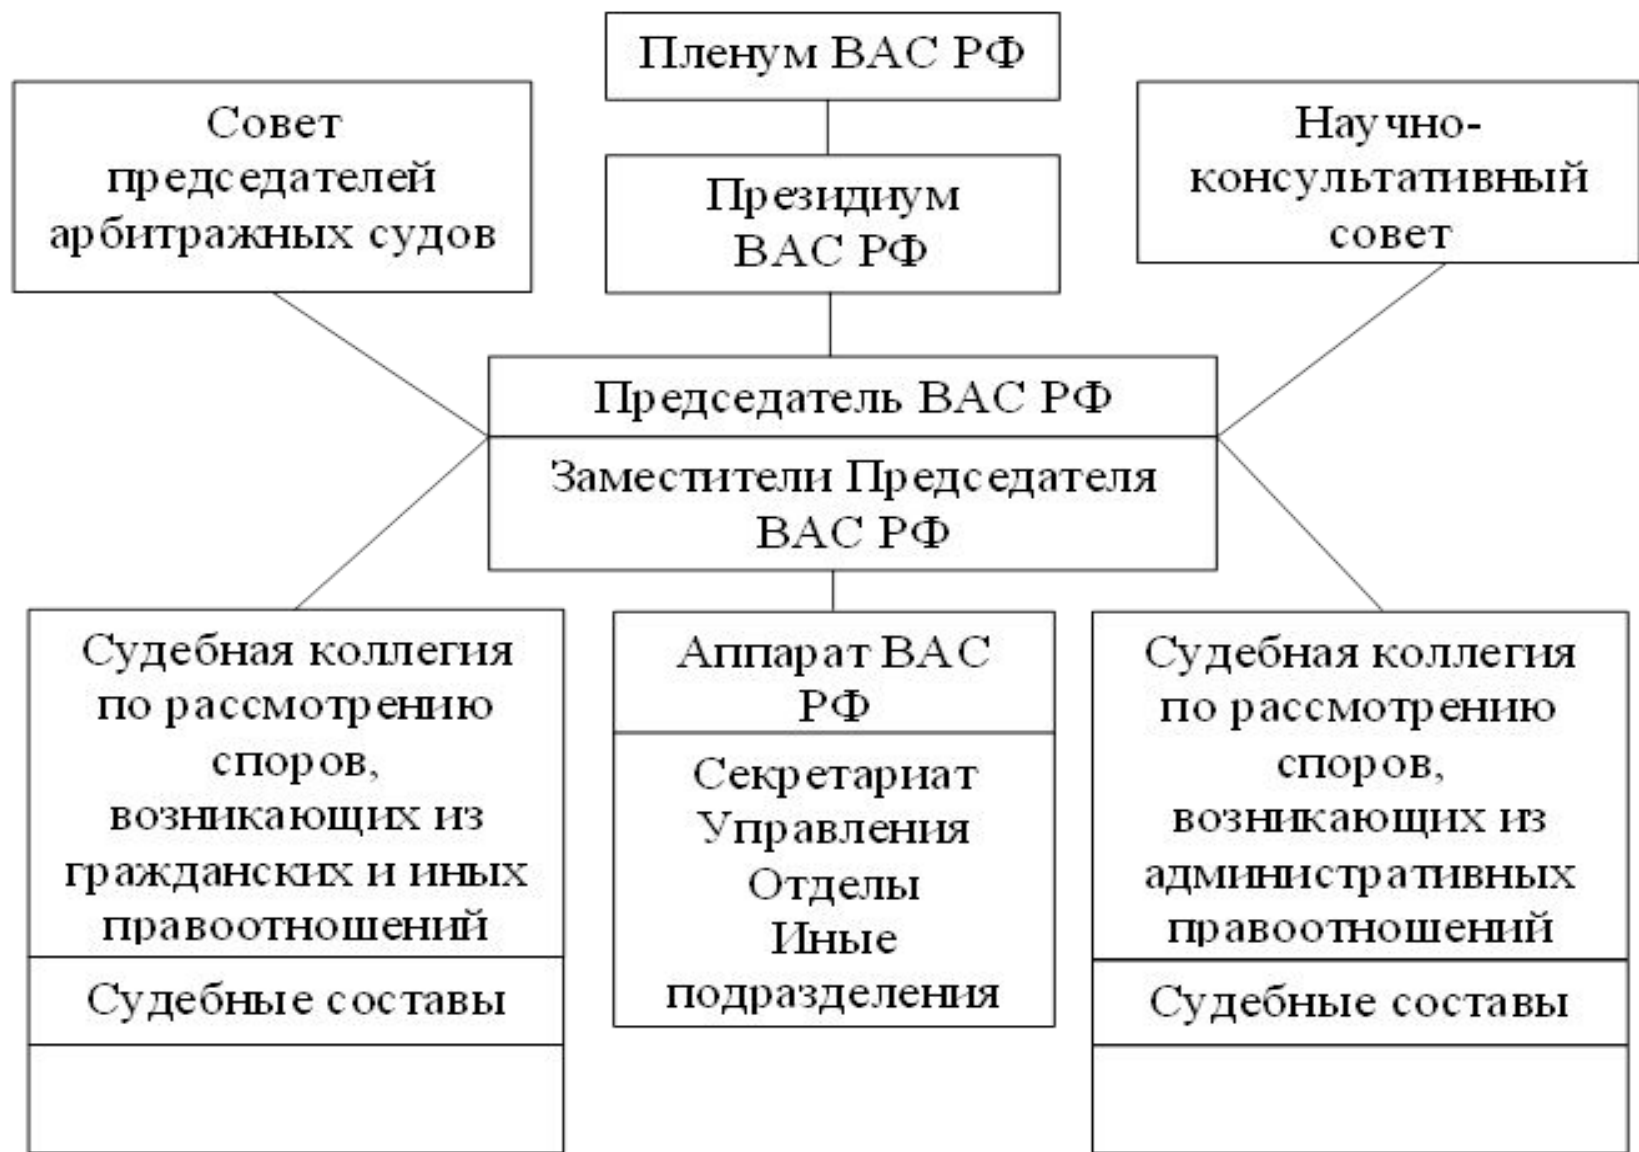 Пленум ВАС РФ
Совет
председателей
арбитражных судов
Президиум
ВАС РФ
Научно-
консультативный
совет
Председатель ВАС РФ
Заместители Председателя
ВАС РФ
Судебная коллегия
по рассмотрению
споров,
возникающих из
гражданских и иных
правоотношений
Судебные составы
Аппарат ВАС
РФ
Секретариат
Управления
Отделы
Иные
подразделения
Судебная коллегия
по рассмотрению
споров,
возникающих из
административных
правоотношений
Судебные составы